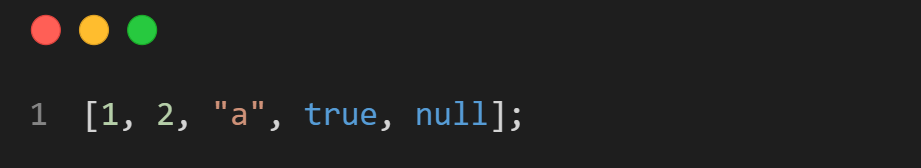 1 [1, 2, "a", true, null];